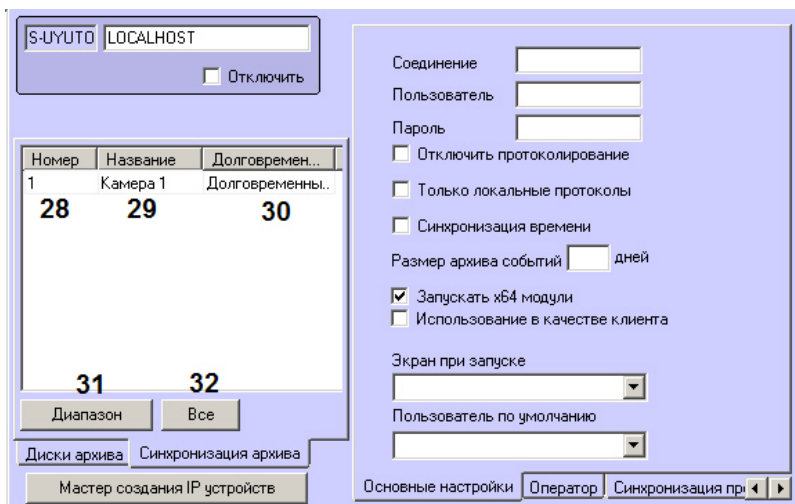 S-UYUTO LOCALHOST
Отключить
Номер Название Долговремен...
1 Камера 1 Долговременны..
28 29 30
31 32
Диапазон Все
Диски архива Синхронизация архива
Мастер создания IP устройств
Соединение
Пользователь
Пароль
Отключить протоколирование
Только локальные протоколы
Синхронизация времени
Размер архива событий дней
Запускать x64 модули
Использование в качестве клиента
Экран при запуске
Пользователь по умолчанию
Основные настройки Оператор Синхронизация пр